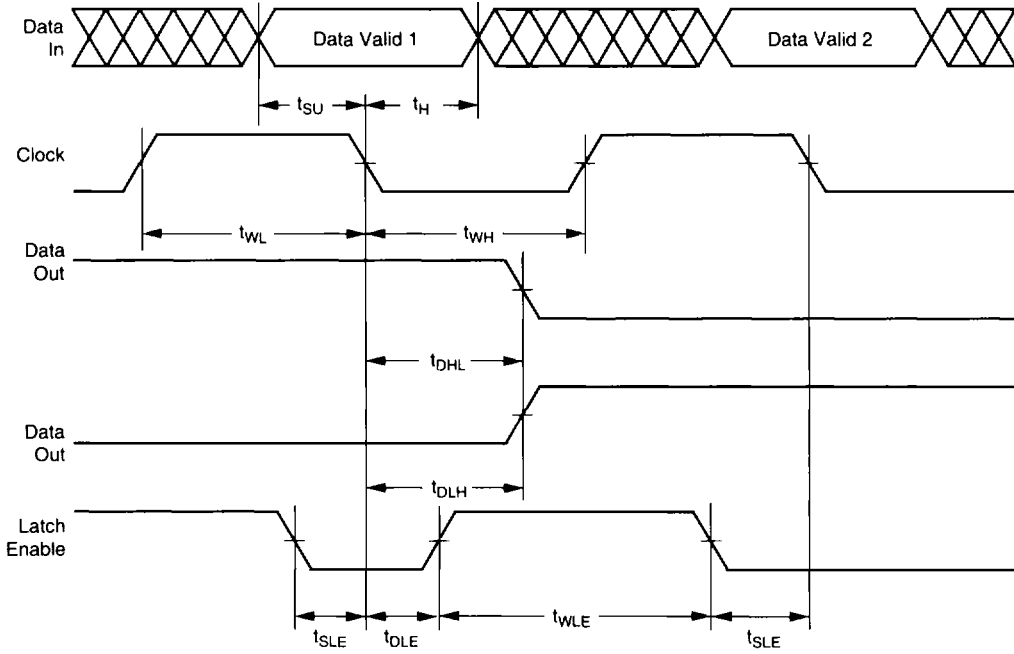 Data
In
Data Valid 1
Data Valid 2
tSU
tH
Clock
tWL
tWH
Data
Out
tDHL
Data
Out
tDLH
Latch
Enable
tSLE
tDLE
tWLE
tSLE